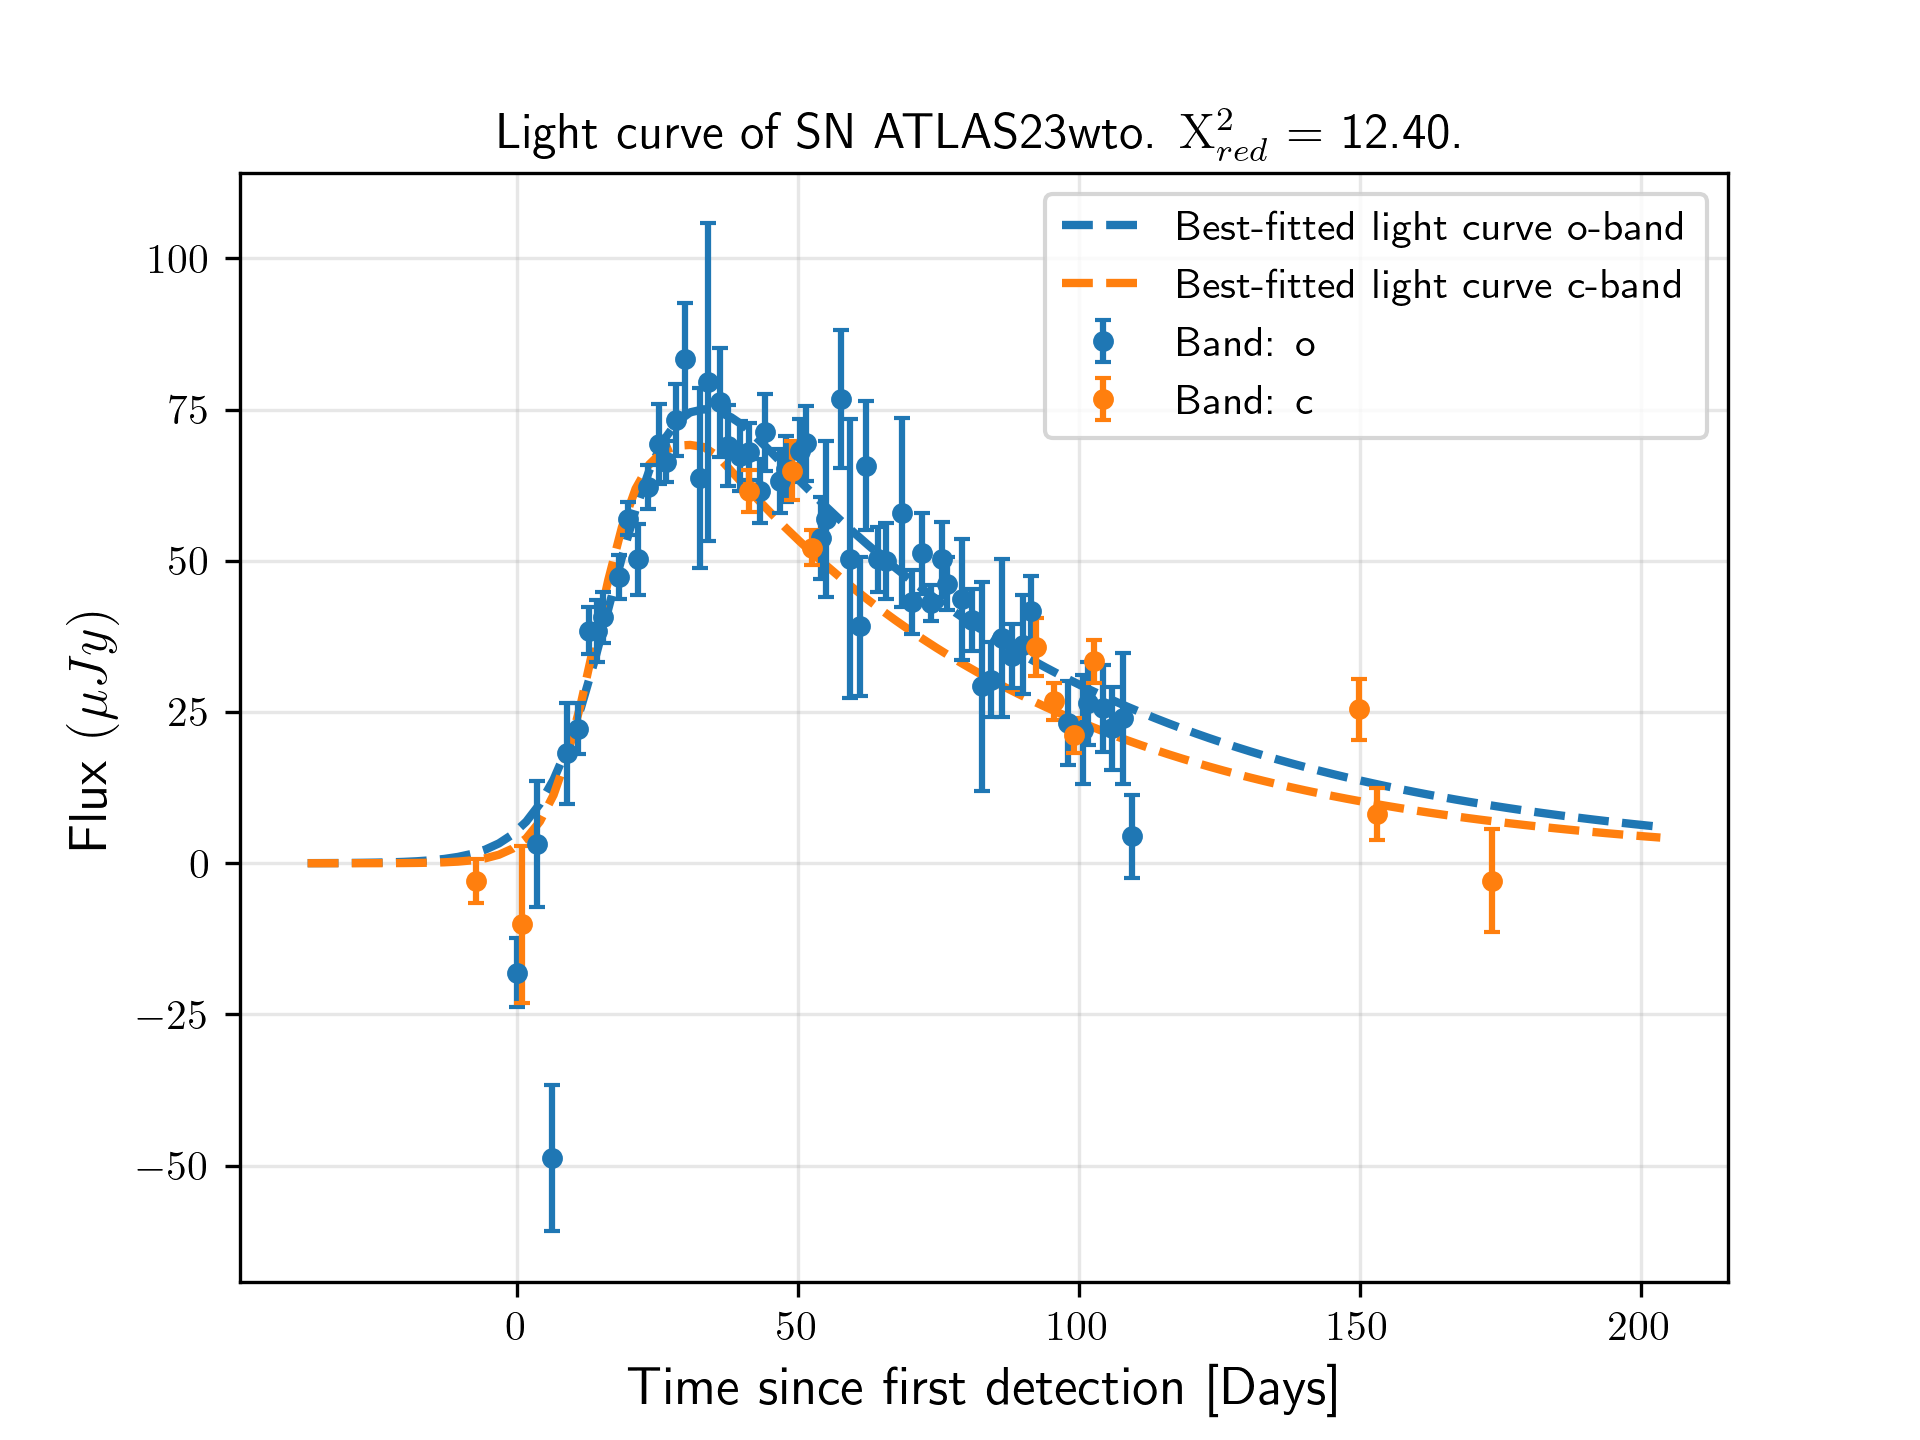 Light curve of SN ATLAS23wto. X²_red = 12.40.
Best-fitted light curve o-band
Best-fitted light curve c-band
Band: o
Band: c
100
75
50
25
0
−25
−50
Flux (μJy)
0 50 100 150 200
Time since first detection [Days]